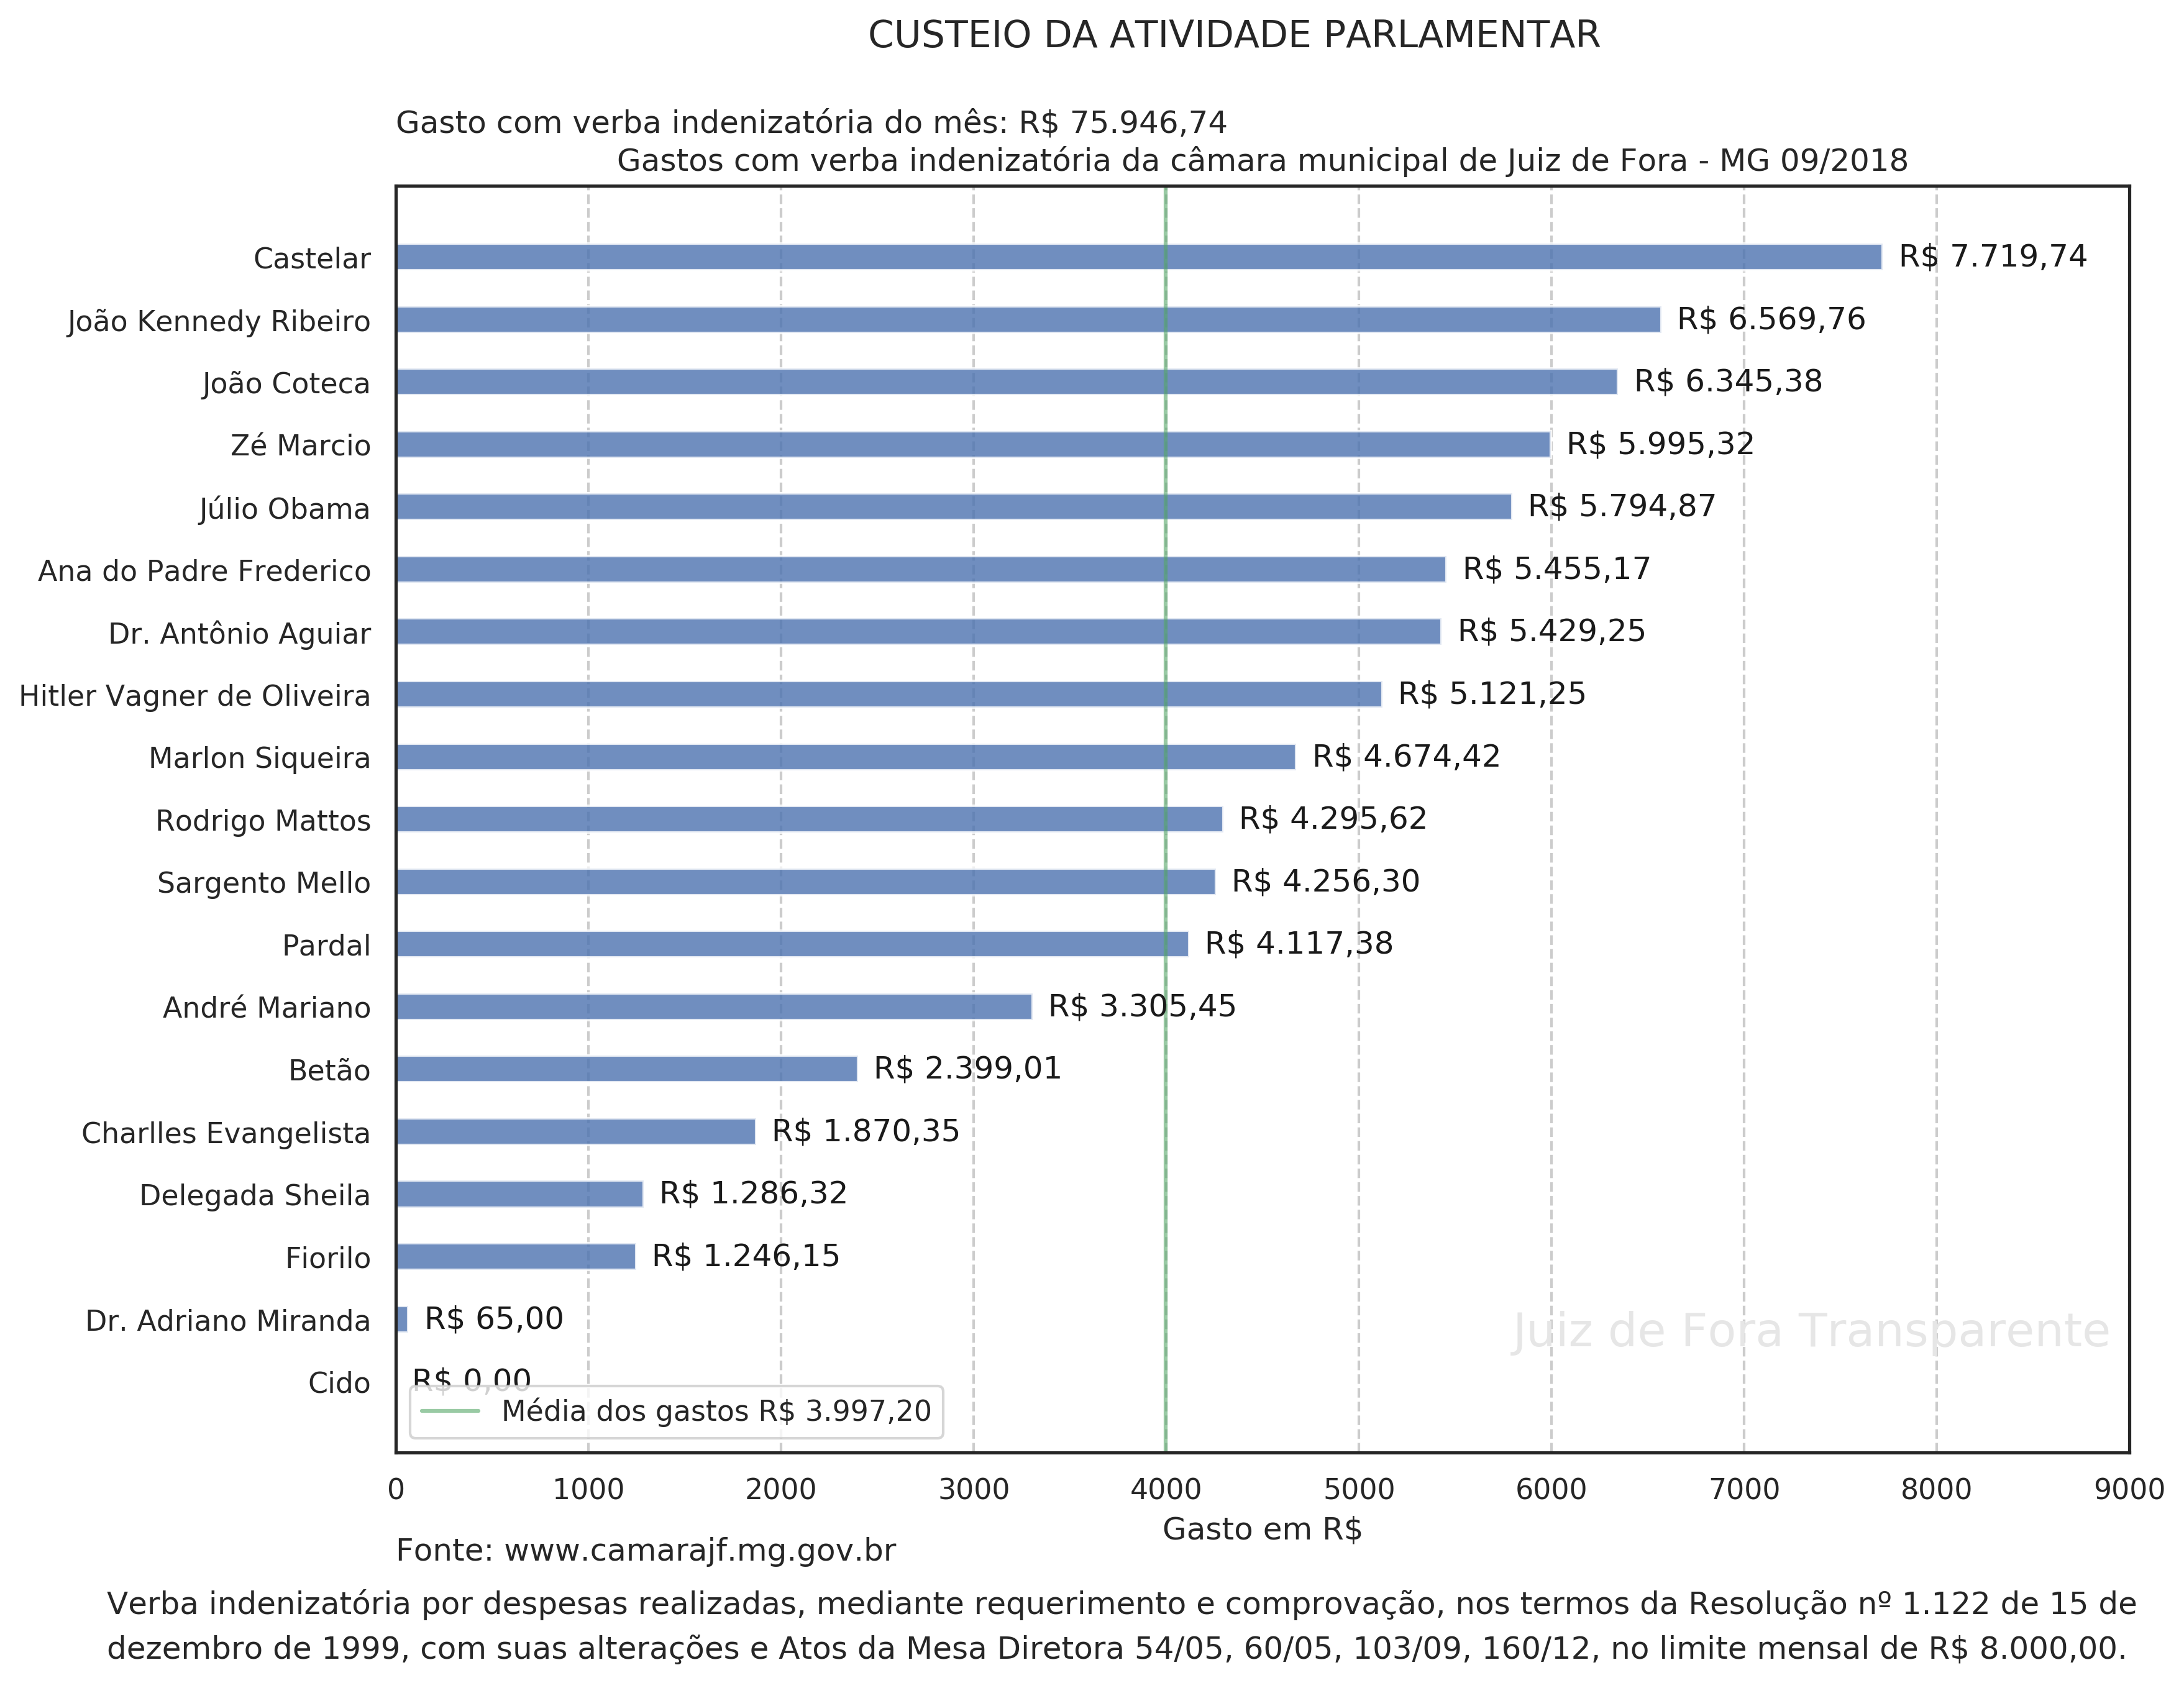 CUSTEIO DA ATIVIDADE PARLAMENTAR
Gasto com verba indenizatória do mês: R$ 75.946,74
Gastos com verba indenizatória da câmara municipal de Juiz de Fora - MG 09/2018
Castelar R$ 7.719,74
João Kennedy Ribeiro R$ 6.569,76
João Coteca R$ 6.345,38
Zé Marcio R$ 5.995,32
Júlio Obama R$ 5.794,87
Ana do Padre Frederico R$ 5.455,17
Dr. Antônio Aguiar R$ 5.429,25
Hitler Vagner de Oliveira R$ 5.121,25
Marlon Siqueira R$ 4.674,42
Rodrigo Mattos R$ 4.295,62
Sargento Mello R$ 4.256,30
Pardal R$ 4.117,38
André Mariano R$ 3.305,45
Betão R$ 2.399,01
Charlles Evangelista R$ 1.870,35
Delegada Sheila R$ 1.286,32
Fiorilo R$ 1.246,15
Dr. Adriano Miranda R$ 65,00
Juiz de Fora Transparente
Cido R$ 0,00
Média dos gastos R$ 3.997,20
0 1000 2000 3000 4000 5000 6000 7000 8000 9000
Gasto em R$
Fonte: www.camarajf.mg.gov.br
Verba indenizatória por despesas realizadas, mediante requerimento e comprovação, nos termos da Resolução nº 1.122 de 15 de
dezembro de 1999, com suas alterações e Atos da Mesa Diretora 54/05, 60/05, 103/09, 160/12, no limite mensal de R$ 8.000,00.